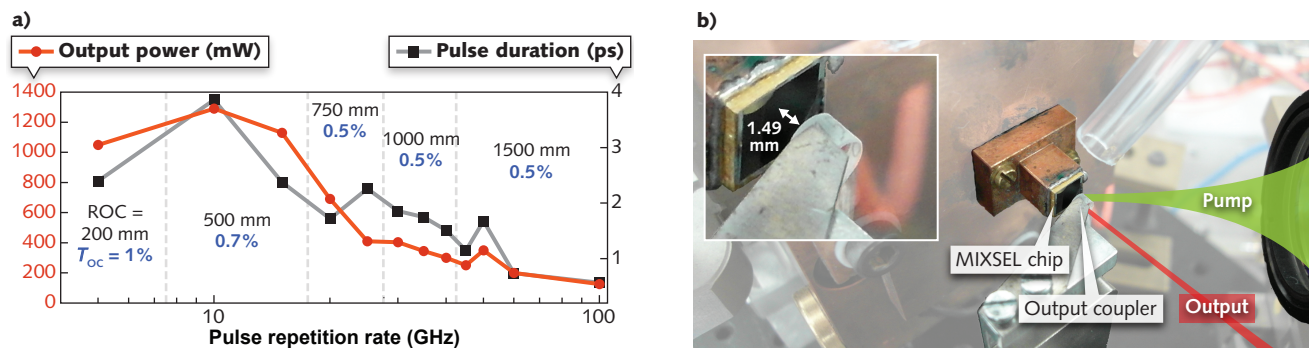 a)
Output power (mW)
Pulse duration (ps)
1400
1200
1000
800
600
400
200
0
4
3
2
1
0
ROC =
200 mm
Toc = 1%
500 mm
0.7%
750 mm
0.5%
1000 mm
0.5%
1500 mm
0.5%
10
100
Pulse repetition rate (GHz)
b)
1.49
mm
Pump
MIXSEL chip
Output coupler
Output